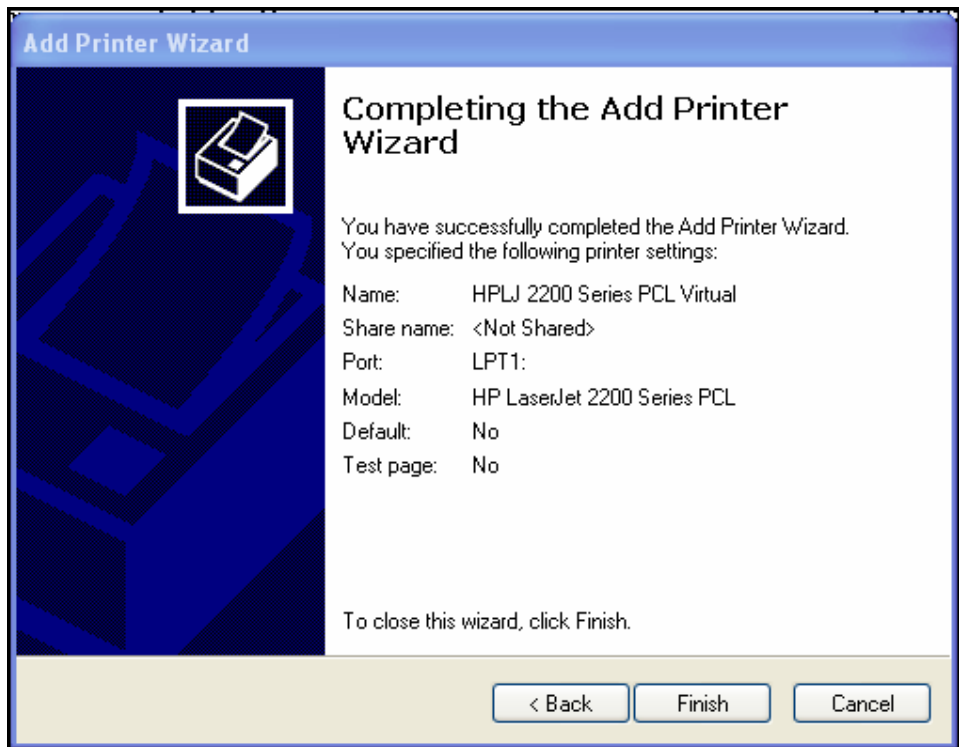 Add Printer Wizard
Completing the Add Printer
Wizard
You have successfully completed the Add Printer Wizard.
You specified the following printer settings:
Name: HPLJ 2200 Series PCL Virtual
Share name: <Not Shared>
Port: LPT1:
Model: HP LaserJet 2200 Series PCL
Default: No
Test page: No
To close this wizard, click Finish.
< Back Finish Cancel